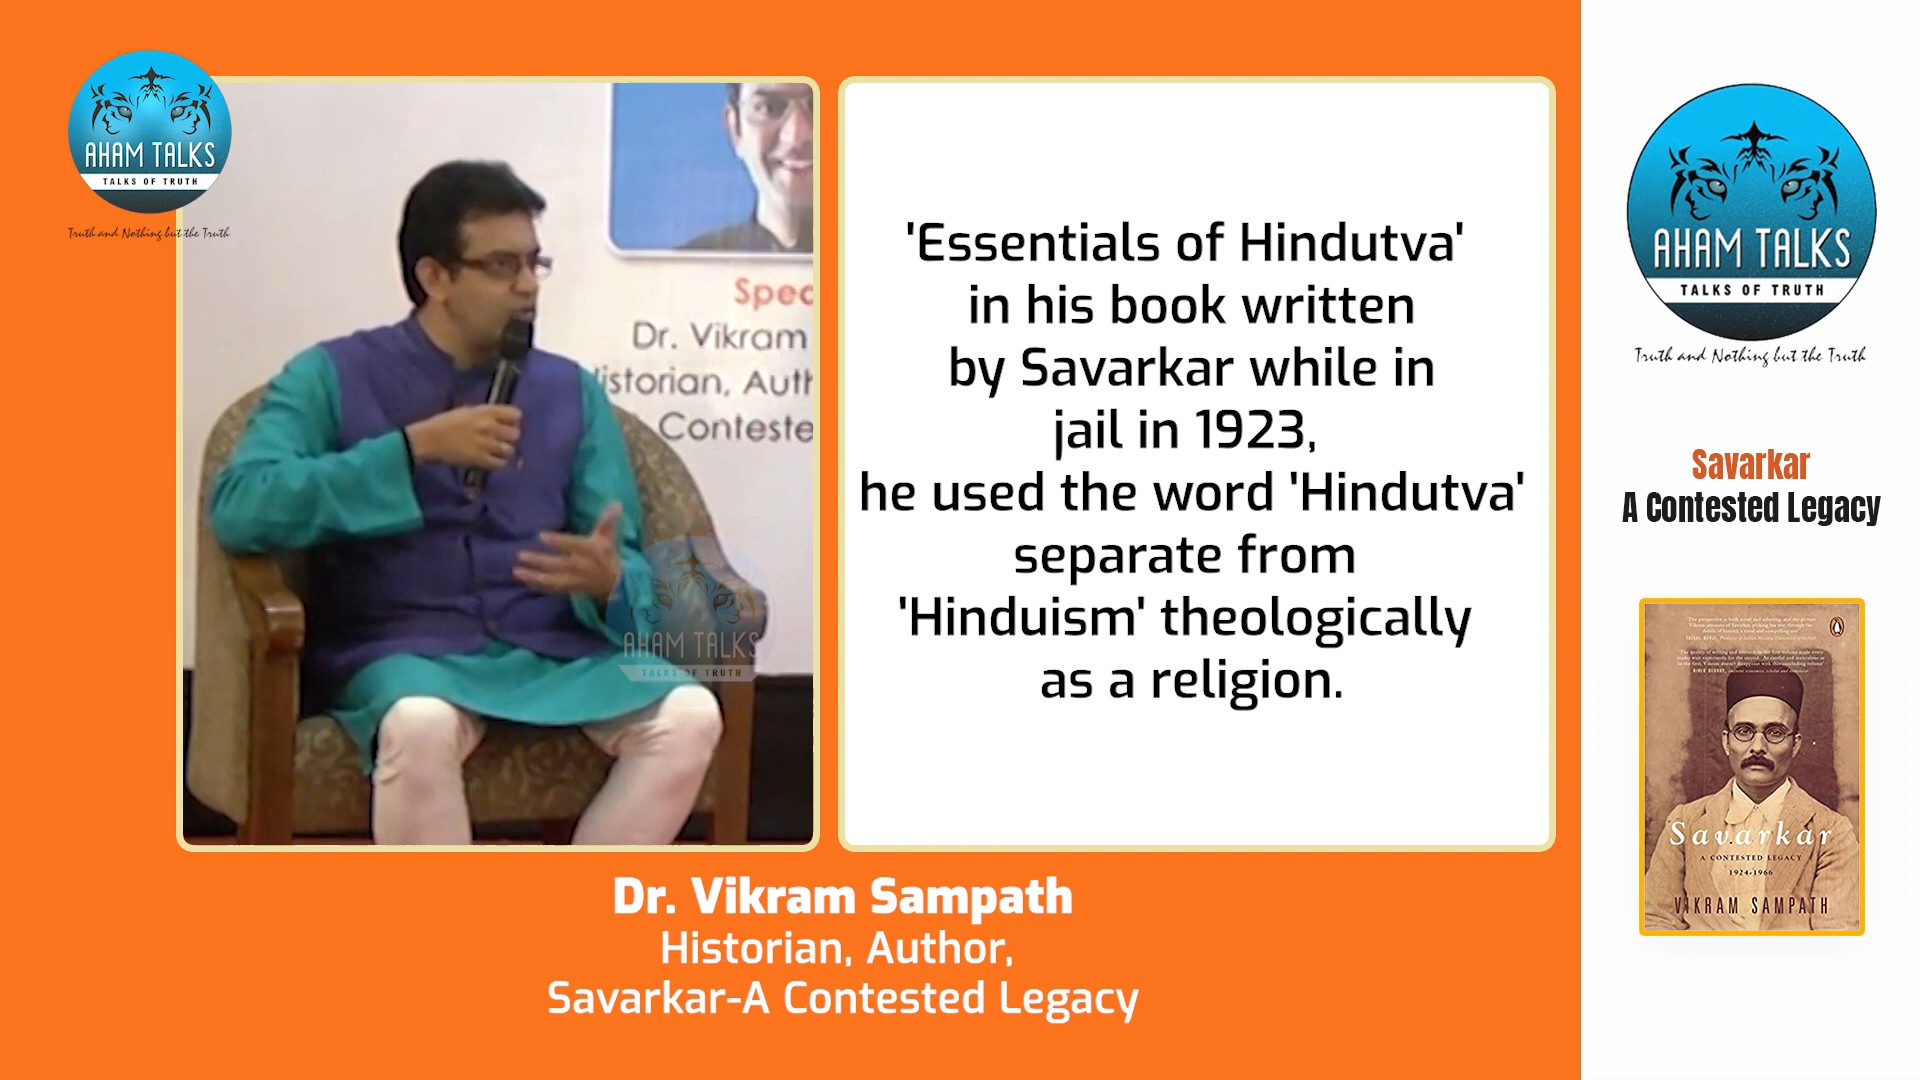 AHAM TALKS
TALKS OF TRUTH
Truth and Nothing but the Truth
Spec
Dr. Vikram
istorian, Auth
Conteste
AHAM TALKS
TALKS OF TRUTH
'Essentials of Hindutva'
in his book written
by Savarkar while in
jail in 1923,
he used the word 'Hindutva'
separate from
'Hinduism' theologically
as a religion.
Dr. Vikram Sampath
Historian, Author,
Savarkar-A Contested Legacy
AHAM TALKS
TALKS OF TRUTH
Truth and Nothing but the Truth
Savarkar
A Contested Legacy
Savarkar
A CONTESTED LEGACY
1924-1966
VIKRAM SAMPATH